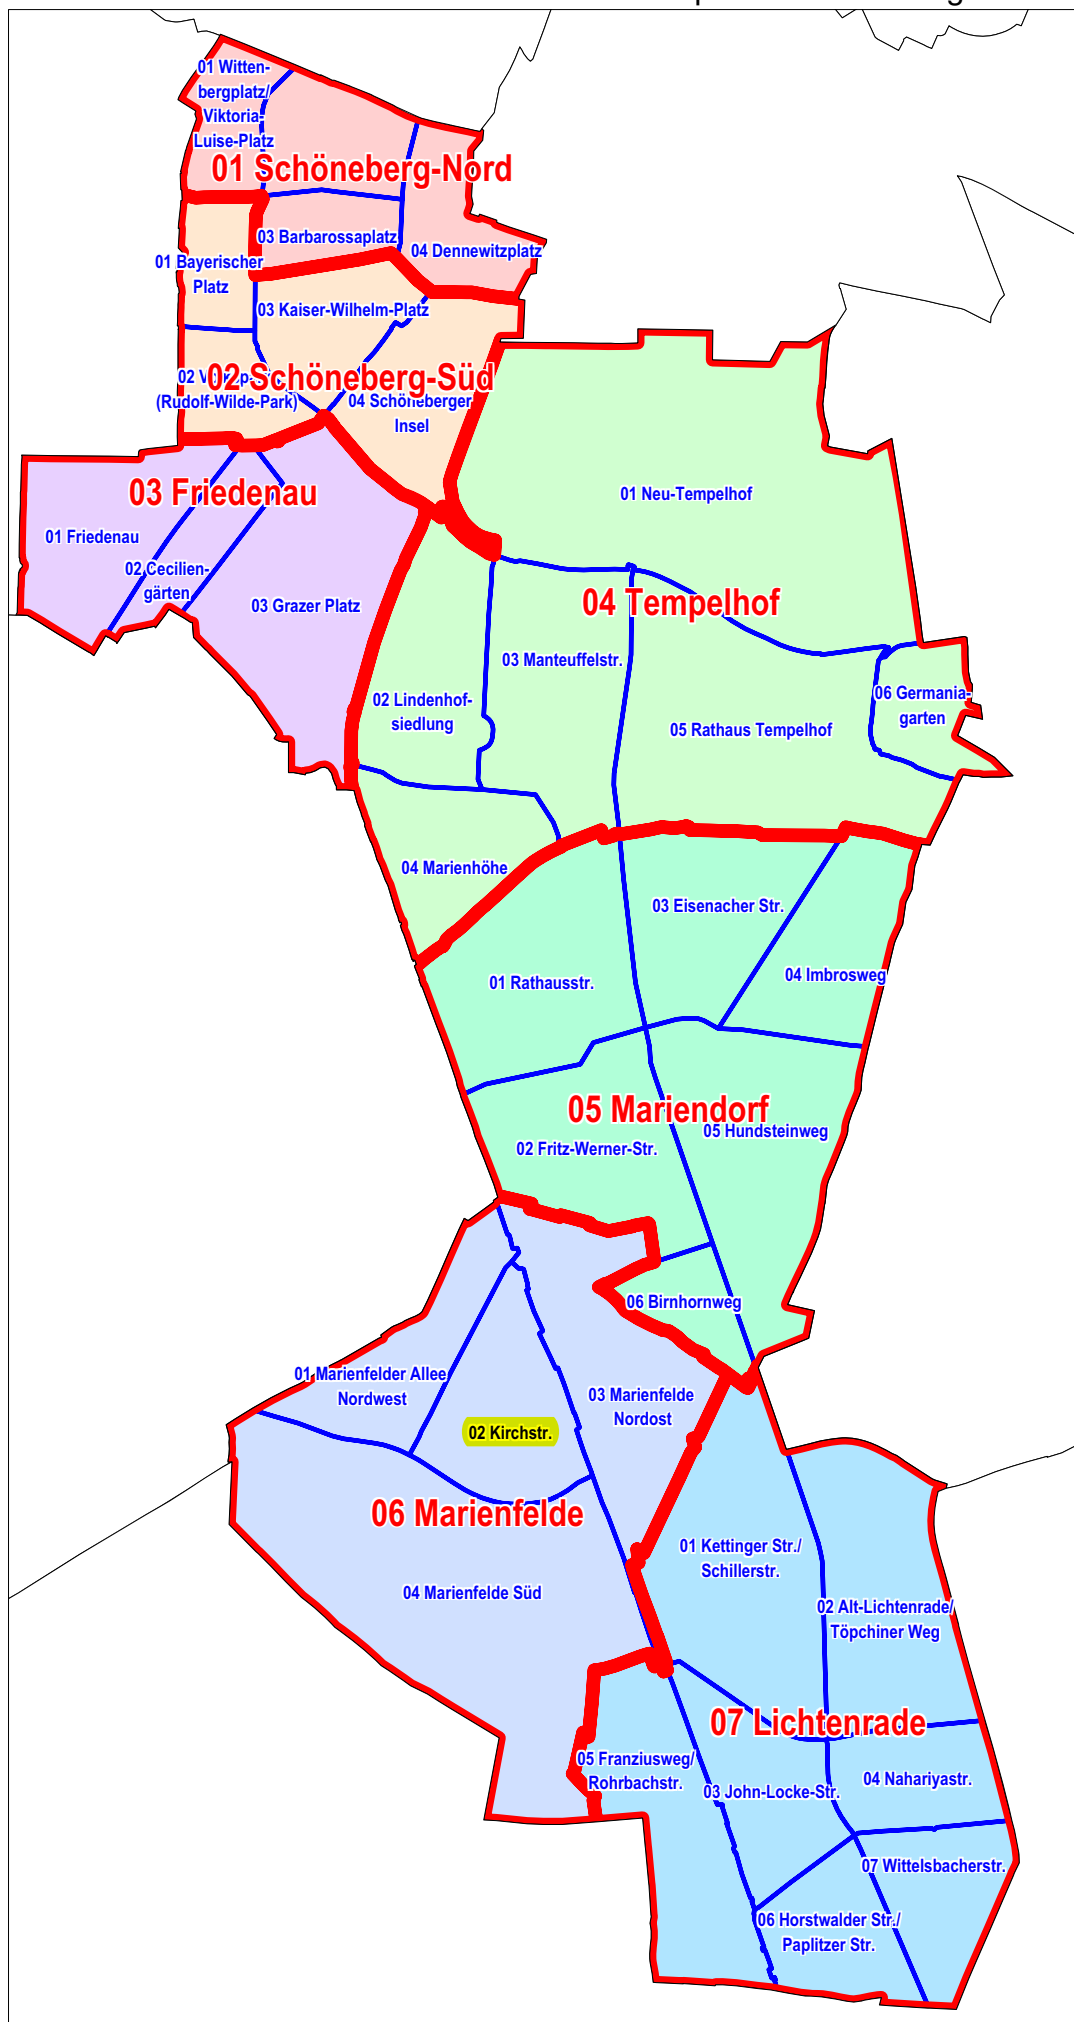 01 Witten-
bergplatz/
Viktoria-
Luise-Platz
01 Schöneberg-Nord
03 Barbarossaplatz
04 Dennewitzplatz
01 Bayerischer
Platz
03 Kaiser-Wilhelm-Platz
02 Schöneberg-Süd
02
(Rudolf-Wilde-Park)
04 Schöneberger
Insel
03 Friedenau
01 Friedenau
02 Cecilien-
gärten
03 Grazer Platz
01 Neu-Tempelhof
04 Tempelhof
03 Manteuffelstr.
02 Lindenhof-
siedlung
05 Rathaus Tempelhof
06 Germania-
garten
04 Marienhöhe
03 Eisenacher Str.
01 Rathausstr.
04 Imbrosweg
05 Mariendorf
05 Hundsteinweg
02 Fritz-Werner-Str.
06 Birnhornweg
01 Marienfelder Allee
Nordwest
03 Marienfelde
Nordost
02 Kirchstr.
06 Marienfelde
04 Marienfelde Süd
01 Kettinger Str./
Schillerstr.
02 Alt-Lichtenrade/
Töpchiner Weg
07 Lichtenrade
05 Franziusweg/
Rohrbachstr.
03 John-Locke-Str.
04 Nahariyastr.
07 Wittelsbacherstr.
06 Horstwalder Str./
Paplitzer Str.